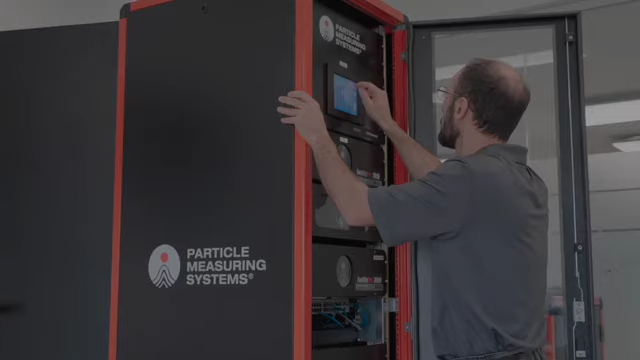 PARTICLE
MEASURING
SYSTEMS®
PARTICLE
MEASURING
SYSTEMS®